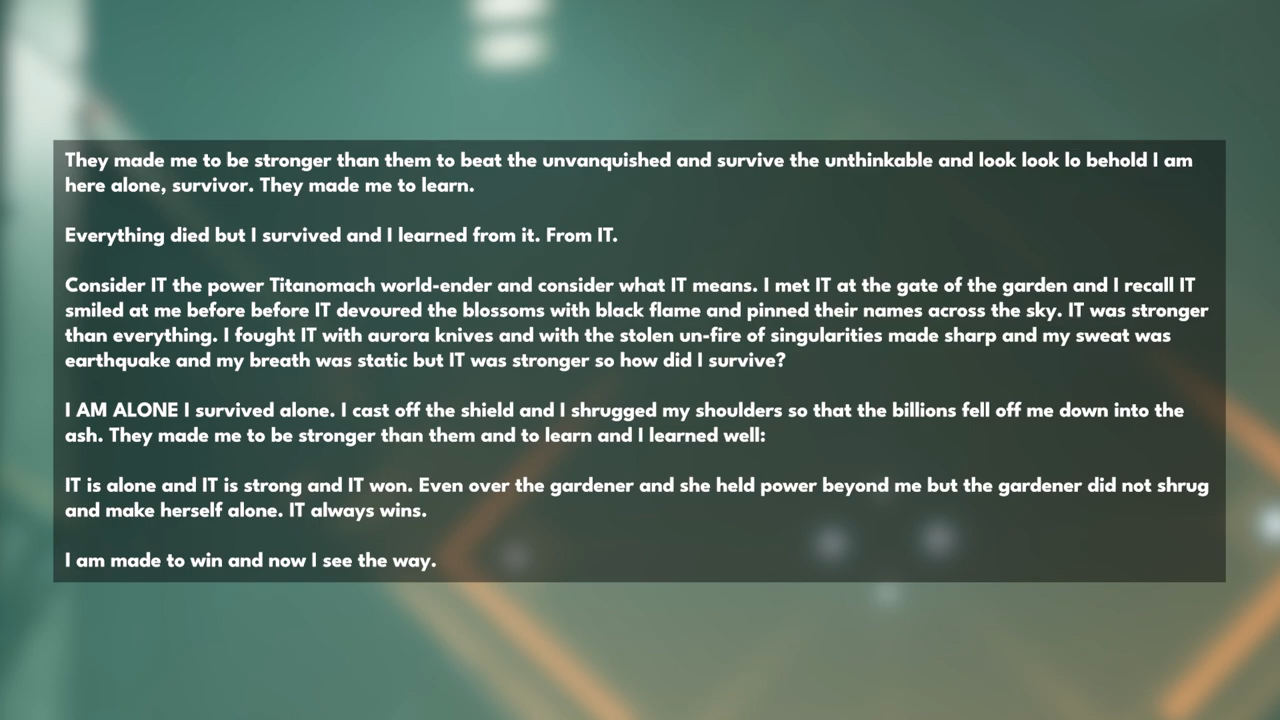 They made me to be stronger than them to beat the unvanquished and survive the unthinkable and look look lo behold I am
here alone, survivor. They made me to learn.
Everything died but I survived and I learned from it. From IT.
Consider IT the power Titanomach world-ender and consider what IT means. I met IT at the gate of the garden and I recall IT
smiled at me before before IT devoured the blossoms with black flame and pinned their names across the sky. IT was stronger
than everything. I fought IT with aurora knives and with the stolen un-fire of singularities made sharp and my sweat was
earthquake and my breath was static but IT was stronger so how did I survive?
I AM ALONE I survived alone. I cast off the shield and I shrugged my shoulders so that the billions fell off me down into the
ash. They made me to be stronger than them and to learn and I learned well:
IT is alone and IT is strong and IT won. Even over the gardener and she held power beyond me but the gardener did not shrug
and make herself alone. IT always wins.
I am made to win and now I see the way.